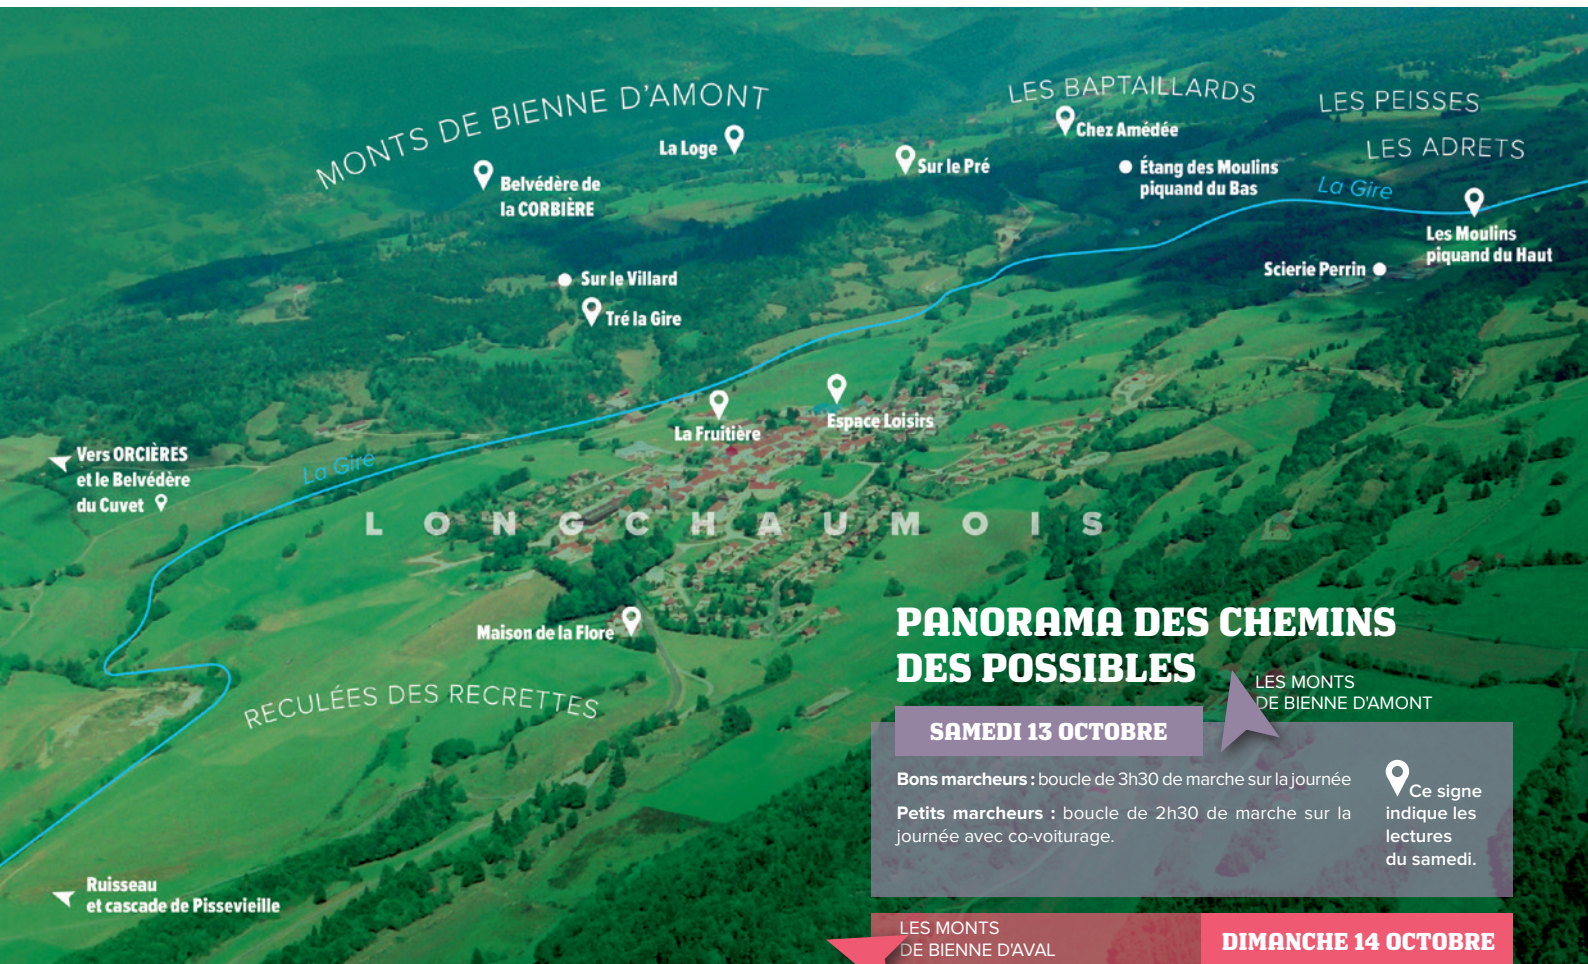 MONTS DE BIENNE D'AMONT
LES BAPTAILLARDS
LES PEISSES
LES ADRETS
La Loge
Chez Amédée
Sur le Pré
Étang des Moulins
piquand du Bas
La Gire
Belvédère de
la CORBIÈRE
Les Moulins
piquand du Haut
Scierie Perrin
Sur le Villard
Tré la Gire
La Fruitière
Espace Loisirs
Vers ORCIÈRES
et le Belvédère
du Cuvet
La Gire
LONGCHAUMOIS
Maison de la Flore
RECULÉES DES RECRETTES
Ruisseau
et cascade de Pissevieille
PANORAMA DES CHEMINS
DES POSSIBLES
LES MONTS
DE BIENNE D'AMONT
SAMEDI 13 OCTOBRE
Bons marcheurs : boucle de 3h30 de marche sur la journée
Petits marcheurs : boucle de 2h30 de marche sur la
journée avec co-voiturage.
Ce signe
indique les
lectures
du samedi.
LES MONTS
DE BIENNE D'AVAL
DIMANCHE 14 OCTOBRE